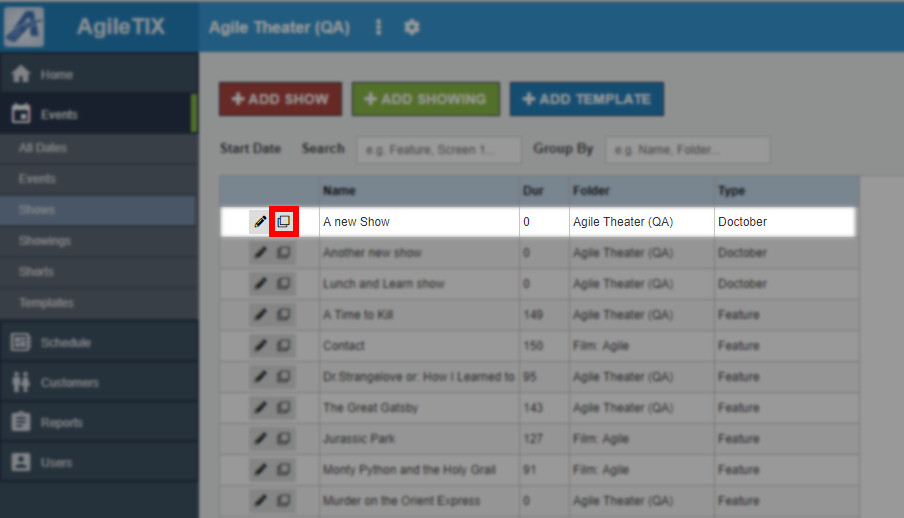 AgileTIX
Agile Theater (QA)
Home
Events
All Dates
Events
Shows
Showings
Shorts
Templates
Schedule
Customers
Reports
Users
+ ADD SHOW
+ ADD SHOWING
+ ADD TEMPLATE
Start Date Search e.g. Feature, Screen 1... Group By e.g. Name, Folder...
Name Dur Folder Type
A new Show 0 Agile Theater (QA) Doctober
Another new show 0 Agile Theater (QA) Doctober
Lunch and Learn show 0 Agile Theater (QA) Doctober
A Time to Kill 149 Agile Theater (QA) Feature
Contact 150 Film: Agile Feature
Dr.Strangelove or: How I Learned to 95 Agile Theater (QA) Feature
The Great Gatsby 143 Agile Theater (QA) Feature
Jurassic Park 127 Film: Agile Feature
Monty Python and the Holy Grail 91 Film: Agile Feature
Murder on the Orient Express 0 Agile Theater (QA) Feature